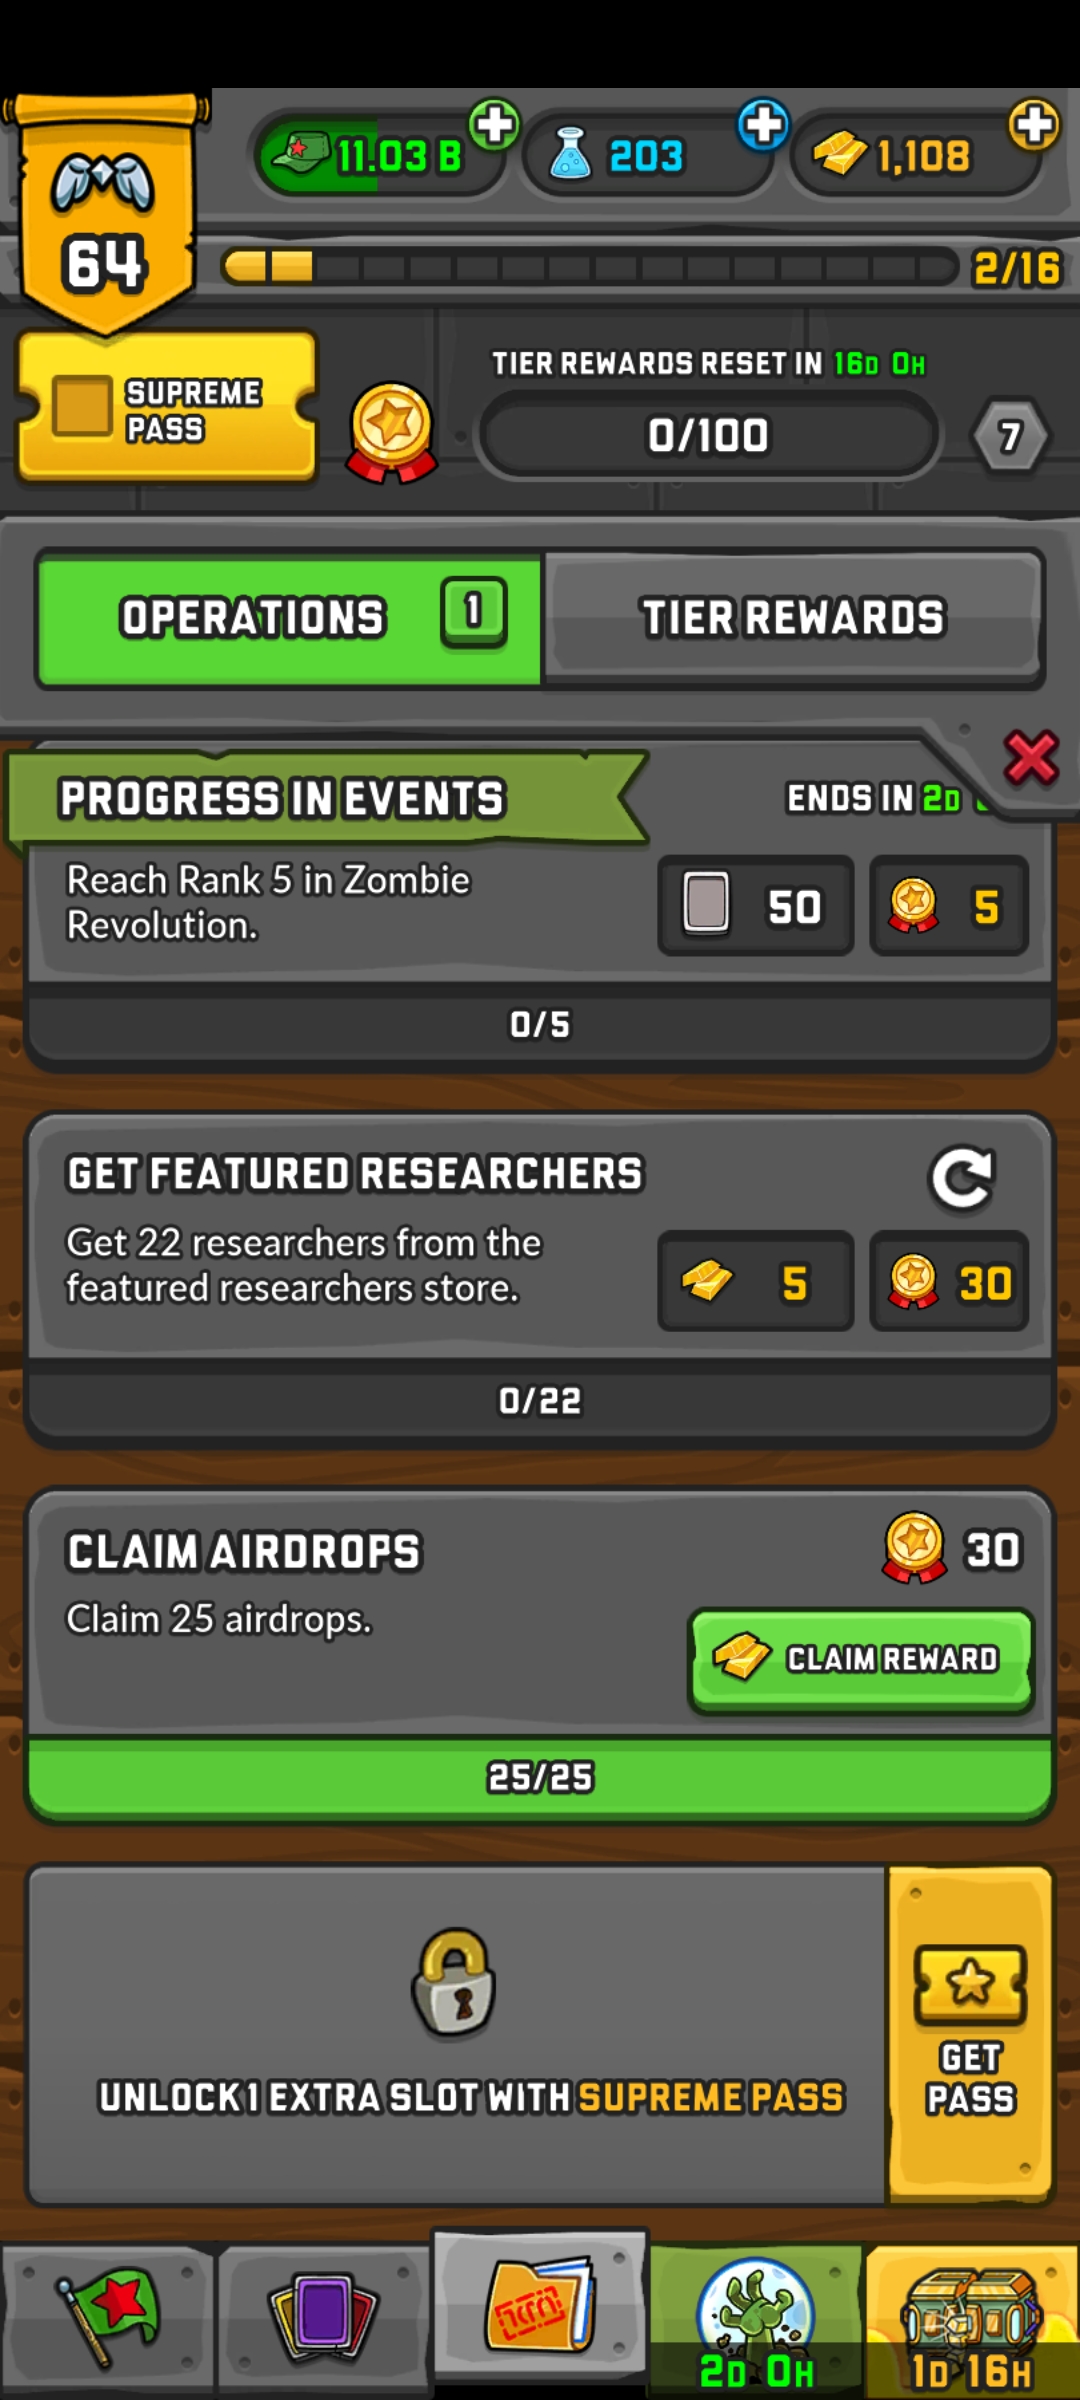 11.03 B
203
1,108
64
2/16
SUPREME
PASS
TIER REWARDS RESET IN 16D 0H
0/100
7
OPERATIONS
1
TIER REWARDS
PROGRESS IN EVENTS
ENDS IN 2D
Reach Rank 5 in Zombie
Revolution.
50
5
0/5
GET FEATURED RESEARCHERS
Get 22 researchers from the
featured researchers store.
5
30
0/22
CLAIM AIRDROPS
30
Claim 25 airdrops.
CLAIM REWARD
25/25
UNLOCK 1 EXTRA SLOT WITH SUPREME PASS
GET
PASS
2D 0H
1D 16H